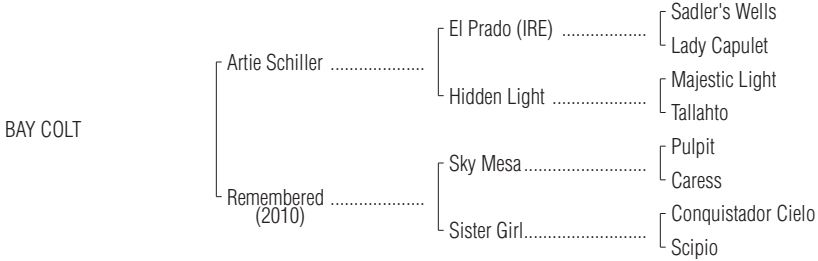 Sadler's Wells
El Prado (IRE) ..................
Lady Capulet
Artie Schiller ....................
Majestic Light
Hidden Light ....................
Tallahto
BAY COLT
Pulpit
Sky Mesa..........................
Caress
Remembered ....................
(2010)
Conquistador Cielo
Sister Girl..........................
Scipio